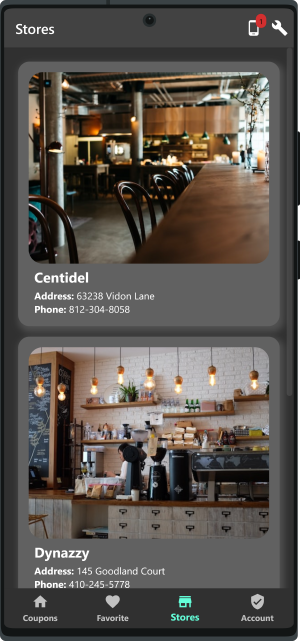 Stores
1
Centidel
Address: 63238 Vidon Lane
Phone: 812-304-8058
Dynazzy
Address: 145 Goodland Court
Phone: 410-245-5778
Coupons
Favorite
Stores
Account